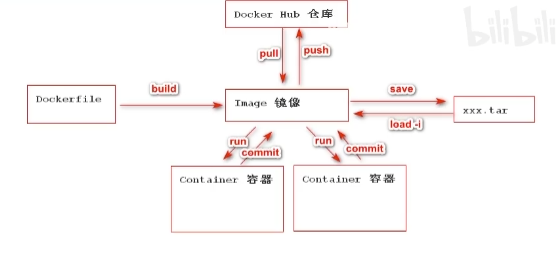 Docker Hub 仓库
bilibili
pull
push
build
Dockerfile
Image 镜像
save
xxx.tar
load -i
run
commit
run
commit
Container 容器
Container 容器